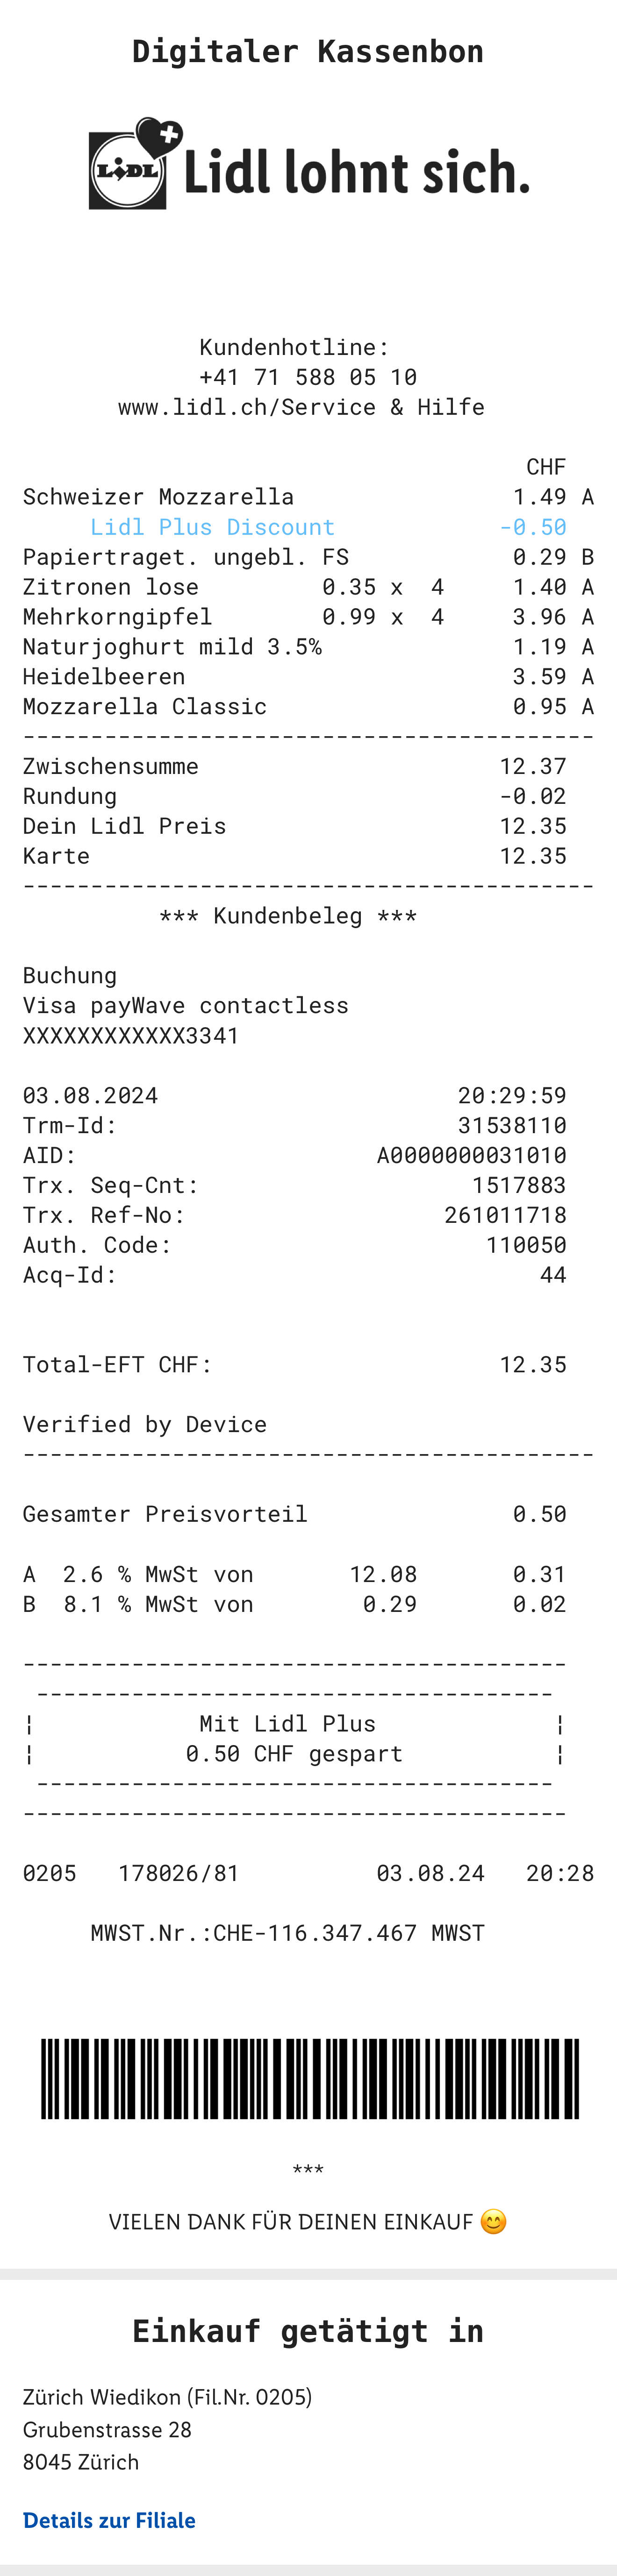 Digitaler Kassenbon
LIDL Lidl lohnt sich.
Kundenhotline:
+41 71 588 05 10
www.lidl.ch/Service & Hilfe
CHF
Schweizer Mozzarella 1.49 A
Lidl Plus Discount -0.50
Papiertraget. ungebl. FS 0.29 B
Zitronen lose 0.35 x 4 1.40 A
Mehrkorngipfel 0.99 x 4 3.96 A
Naturjoghurt mild 3.5% 1.19 A
Heidelbeeren 3.59 A
Mozzarella Classic 0.95 A
------------------------------------------
Zwischensumme 12.37
Rundung -0.02
Dein Lidl Preis 12.35
Karte 12.35
------------------------------------------
*** Kundenbeleg ***
Buchung
Visa payWave contactless
XXXXXXXXXXXX3341
03.08.2024 20:29:59
Trm-Id: 31538110
AID: A0000000031010
Trx. Seq-Cnt: 1517883
Trx. Ref-No: 261011718
Auth. Code: 110050
Acq-Id: 44
Total-EFT CHF: 12.35
Verified by Device
------------------------------------------
Gesamter Preisvorteil 0.50
A 2.6 % MwSt von 12.08 0.31
B 8.1 % MwSt von 0.29 0.02
----------------------------------------
--------------------------------------
¦ Mit Lidl Plus ¦
¦ 0.50 CHF gespart ¦
--------------------------------------
----------------------------------------
0205 178026/81 03.08.24 20:28
MWST.Nr.:CHE-116.347.467 MWST
***
VIELEN DANK FÜR DEINEN EINKAUF 😊
Einkauf getätigt in
Zürich Wiedikon (Fil.Nr. 0205)
Grubenstrasse 28
8045 Zürich
Details zur Filiale